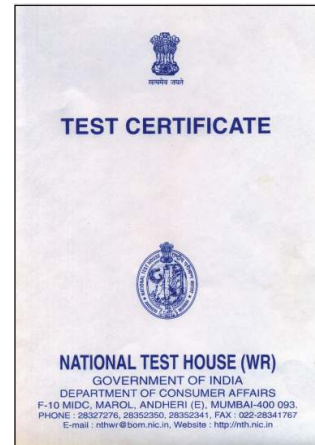 सत्यमेव जयते
TEST CERTIFICATE
NATIONAL TEST HOUSE (WR)
GOVERNMENT OF INDIA
DEPARTMENT OF CONSUMER AFFAIRS
F-10 MIDC, MAROL, ANDHERI (E), MUMBAI-400 093.
PHONE : 28327276, 28352350, 28352341, FAX : 022-28341767
E-mail : nthwr@bom.nic.in, Website : http://nth.nic.in